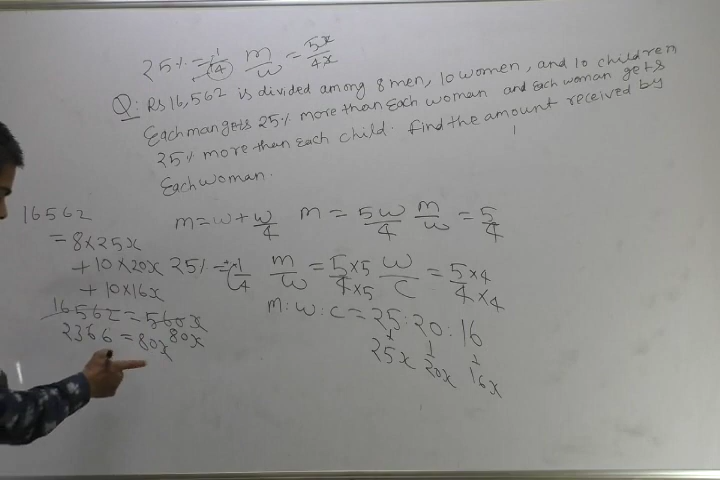 25% = 1/4 m/w = 5x/4x
Q: Rs 16,562 is divided among 8 men, 10 women, and 10 children
Each man gets 25% more than Each woman and Each woman gets
25% more than Each child. find the amount received by
Each woman.
16562
= 8×25x
+ 10×20x
+ 10×16x
16562 = 560x
2366 = 80x 80x
m = w + w/4 m = 5w/4 m/w = 5/4
25% = +1/4 m/w = 5×5/4×5 w/c = 5×4/4×4
m : w : c = 25 : 20 : 16
25x 20x 16x